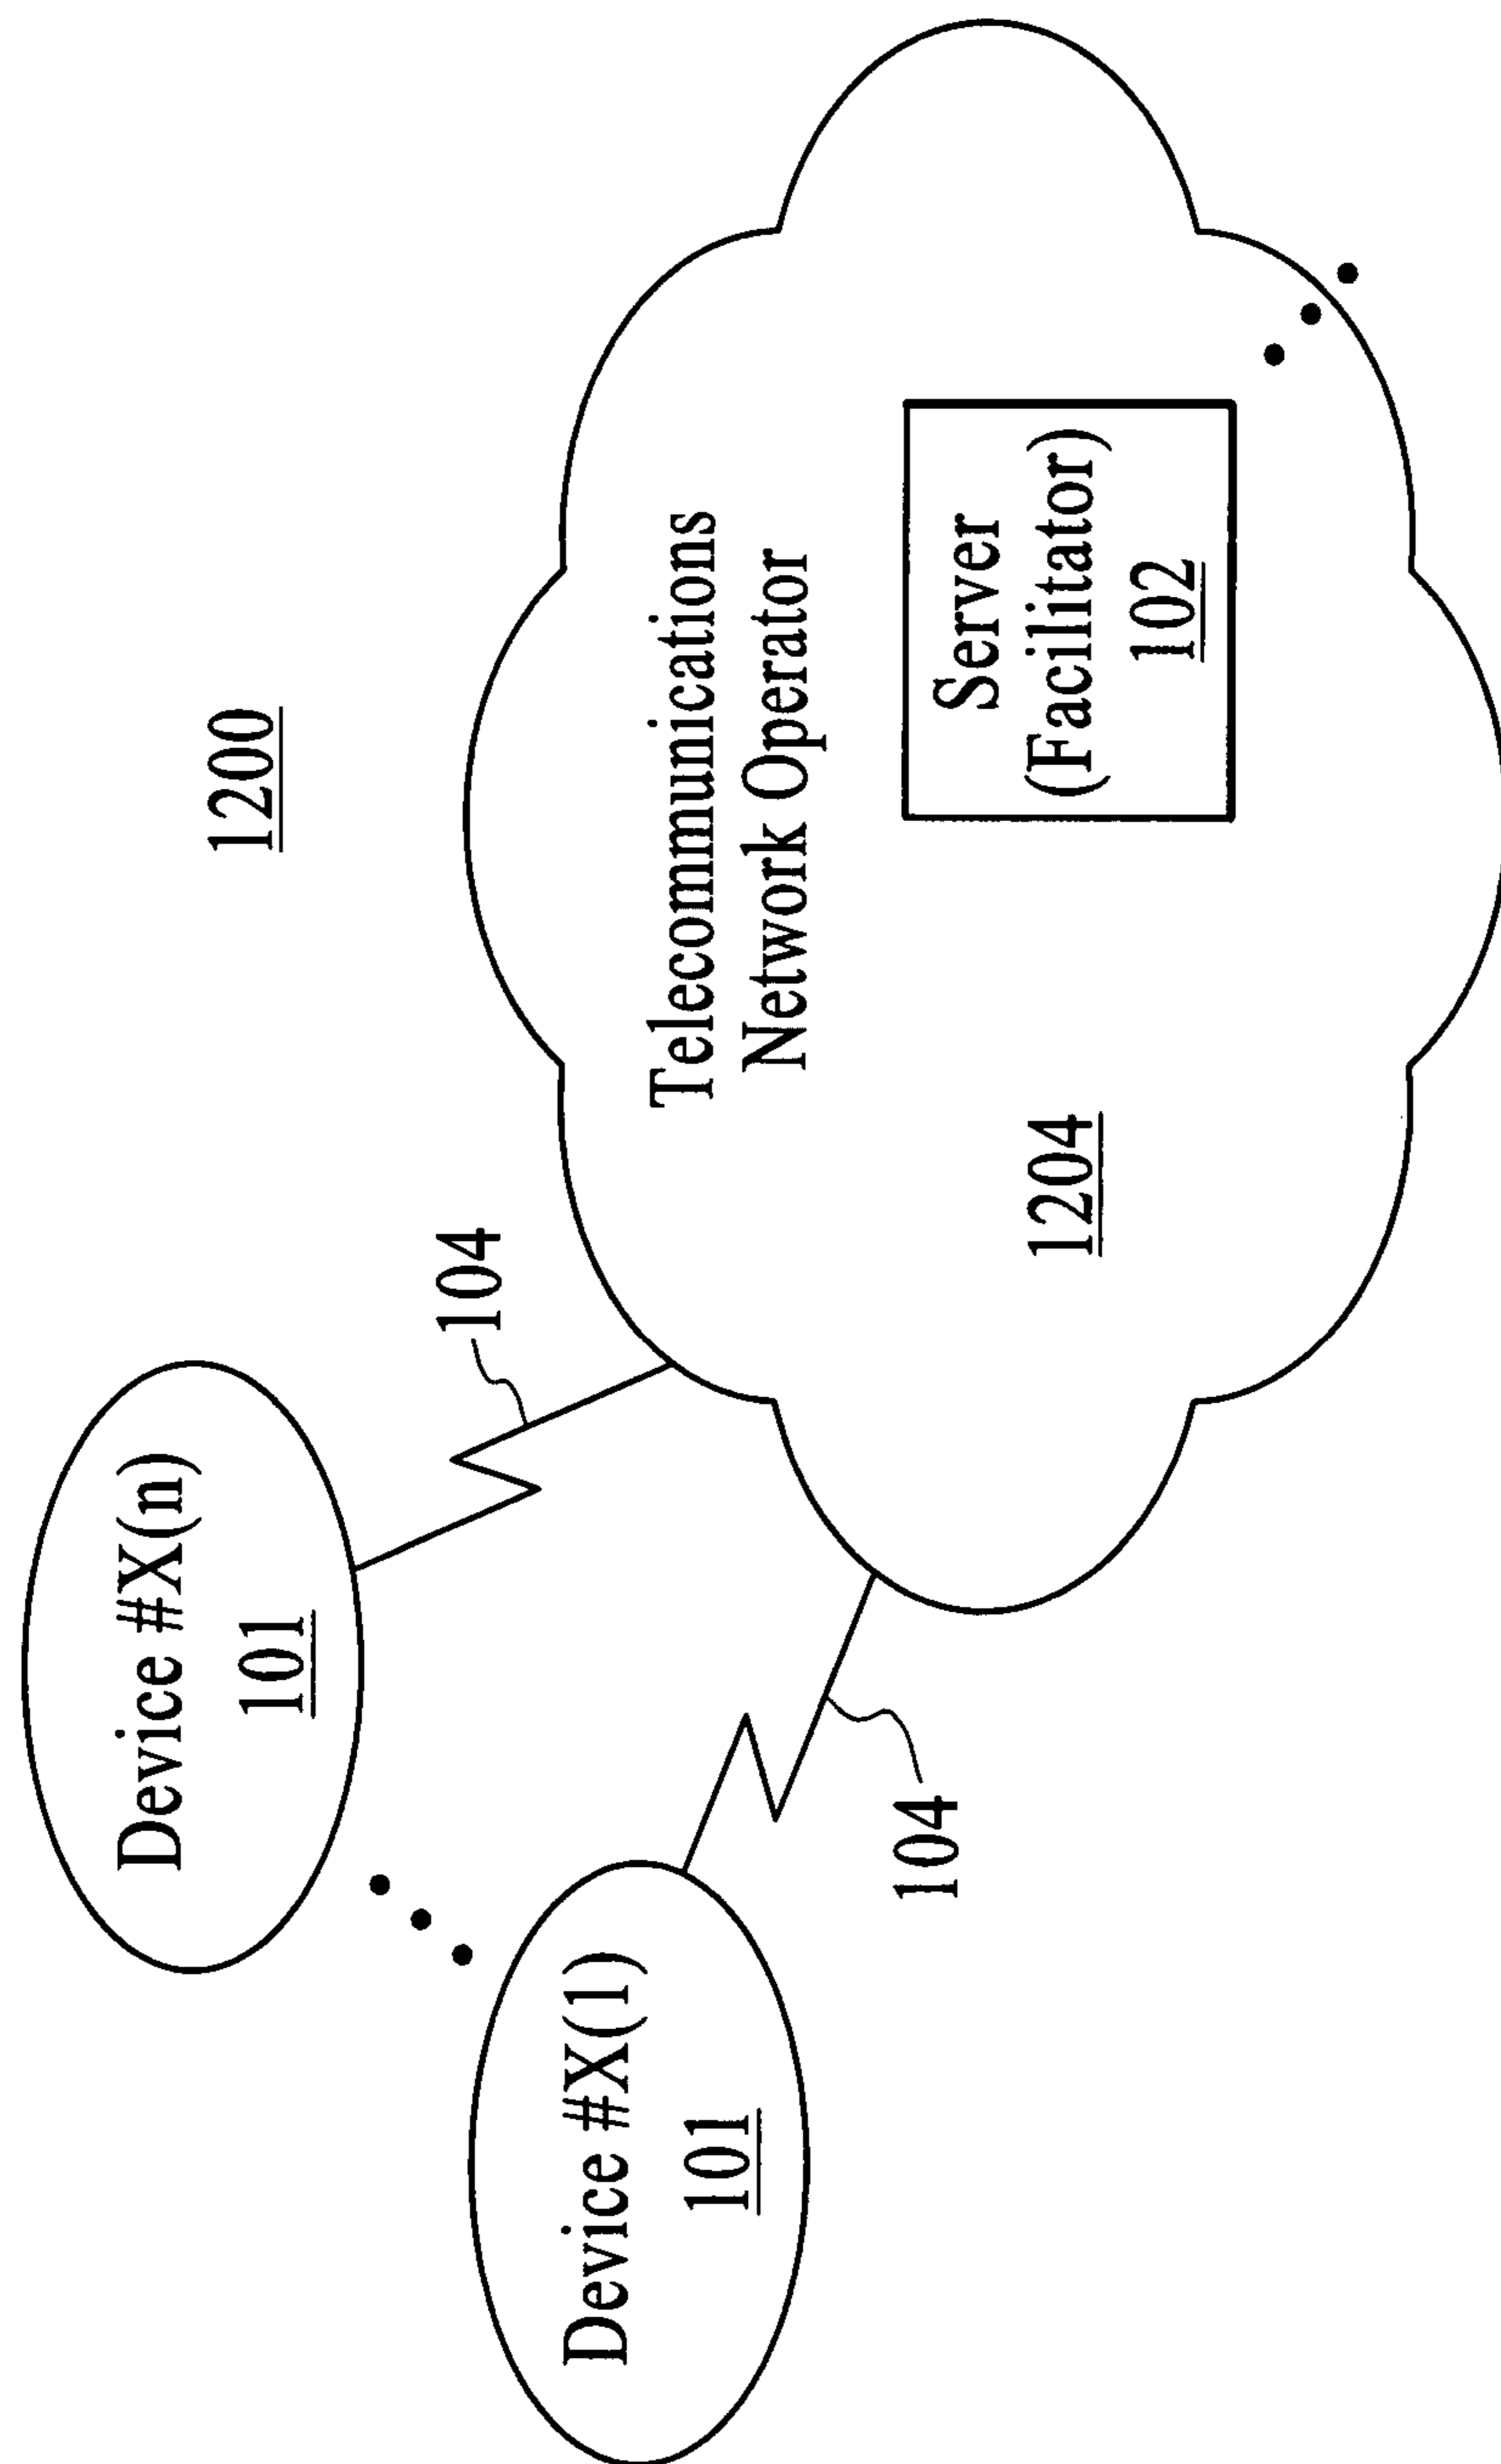 1200
Device #X(n)
101
104
Telecommunications
Network Operator
Device #X(1)
101
104
1204
Server
(Facilitator)
102